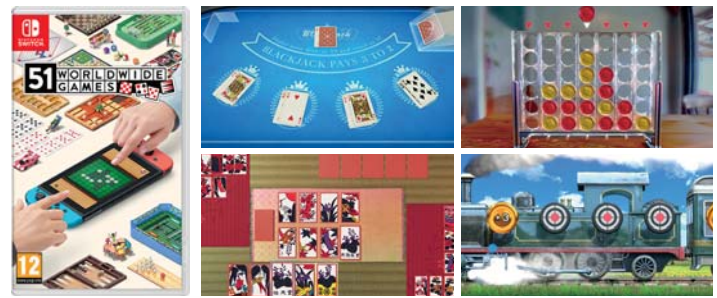 NINTENDO
SWITCH
51 WORLDWIDE
GAMES
12
BLACKJACK PAYS 3 TO 2